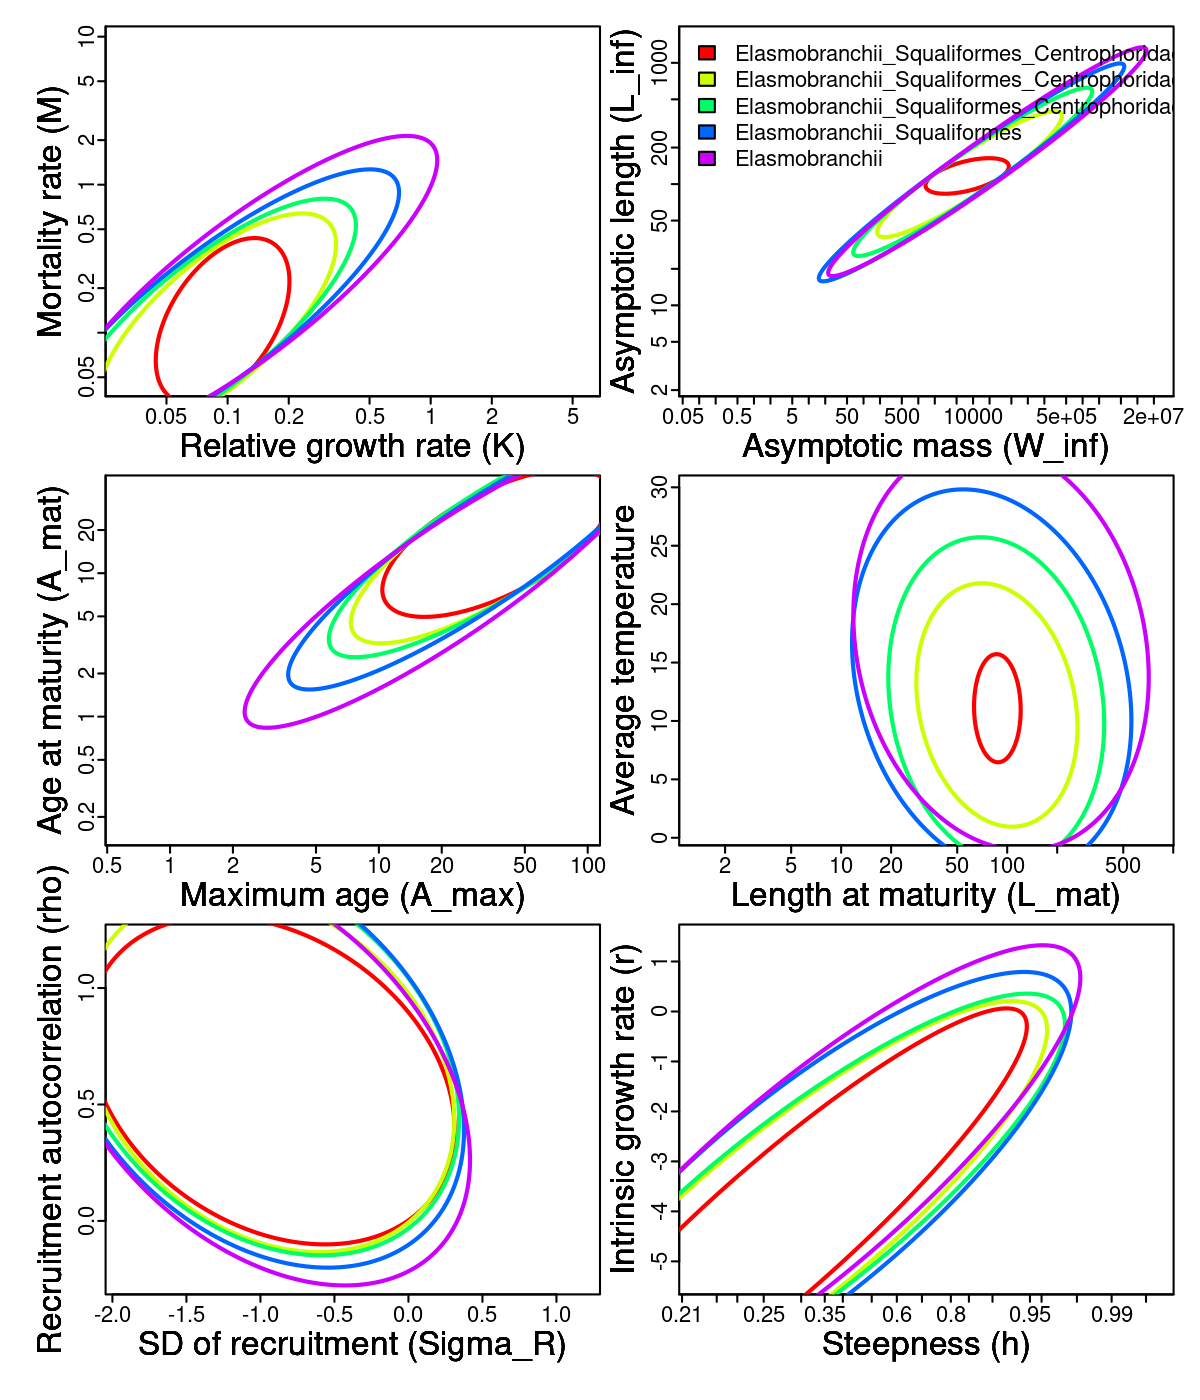 10
5
2
1
0.5
0.2
0.05
Mortality rate (M)
0.05 0.1 0.2 0.5 1 2 5
Relative growth rate (K)
Elasmobranchii_Squaliformes_Centrophorida
Elasmobranchii_Squaliformes_Centrophorida
Elasmobranchii_Squaliformes_Centrophorida
Elasmobranchii_Squaliformes
Elasmobranchii
1000
200
50
10
5
2
Asymptotic length (L_inf)
0.05 0.5 5 50 500 10000 5e+05 2e+07
Asymptotic mass (W_inf)
20
10
5
2
1
0.5
0.2
Age at maturity (A_mat)
0.5 1 2 5 10 20 50 100
Maximum age (A_max)
30
25
20
15
10
5
0
Average temperature
2 5 10 20 50 100 500
Length at maturity (L_mat)
1.0
0.5
0.0
Recruitment autocorrelation (rho)
-2.0 -1.5 -1.0 -0.5 0.0 0.5 1.0
SD of recruitment (Sigma_R)
1
0
-1
-2
-3
-4
-5
Intrinsic growth rate (r)
0.21 0.25 0.35 0.6 0.8 0.95 0.99
Steepness (h)